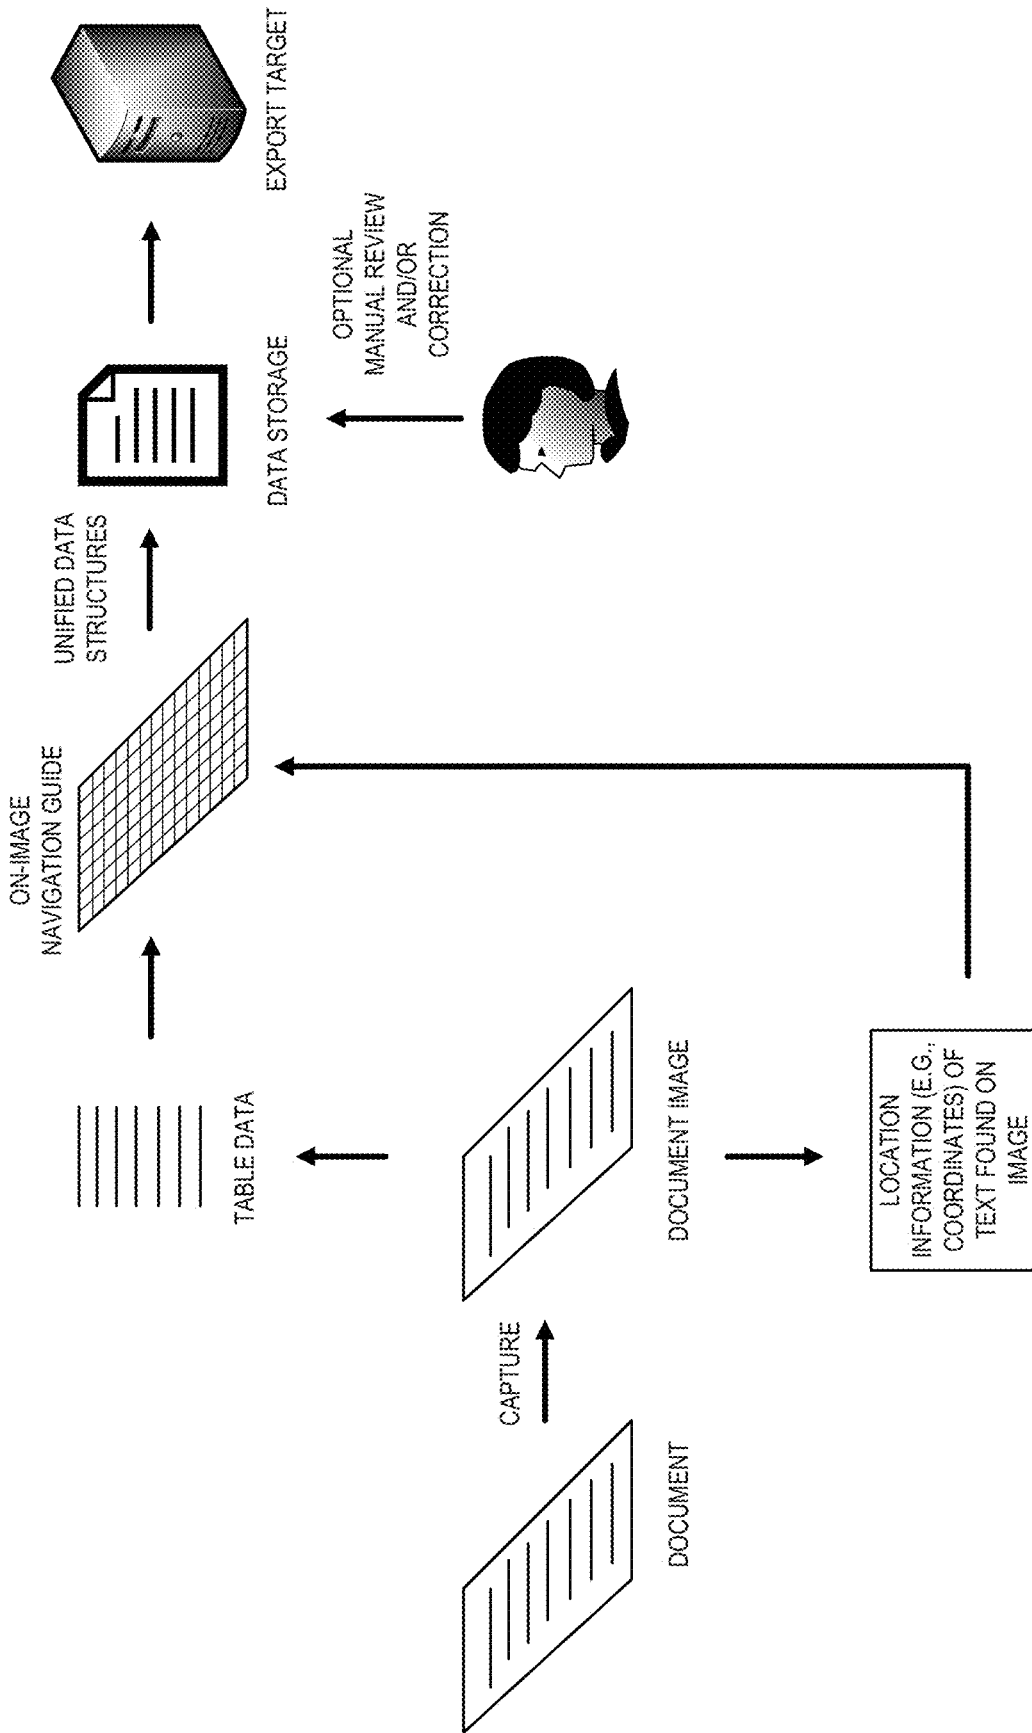 DOCUMENT
CAPTURE
DOCUMENT IMAGE
TABLE DATA
LOCATION
INFORMATION (E.G.,
COORDINATES) OF
TEXT FOUND ON
IMAGE
ON-IMAGE
NAVIGATION GUIDE
UNIFIED DATA
STRUCTURES
DATA STORAGE
OPTIONAL
MANUAL REVIEW
AND/OR
CORRECTION
EXPORT TARGET